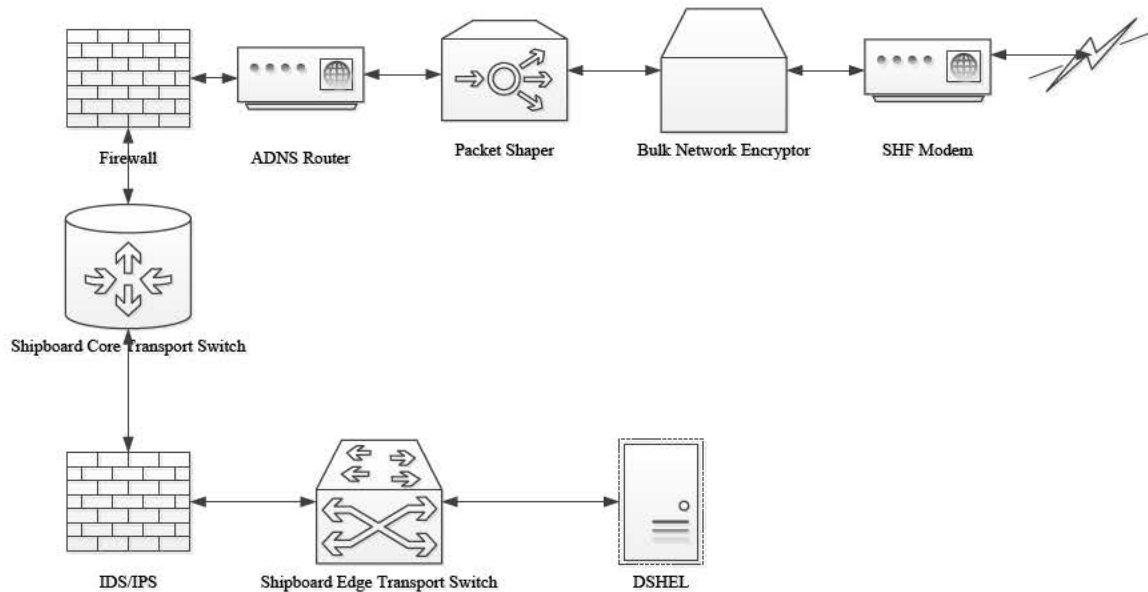 Firewall
ADNS Router
Packet Shaper
Bulk Network Encryptor
SHF Modem
Shipboard Core Transport Switch
IDS/IPS
Shipboard Edge Transport Switch
DSHEL